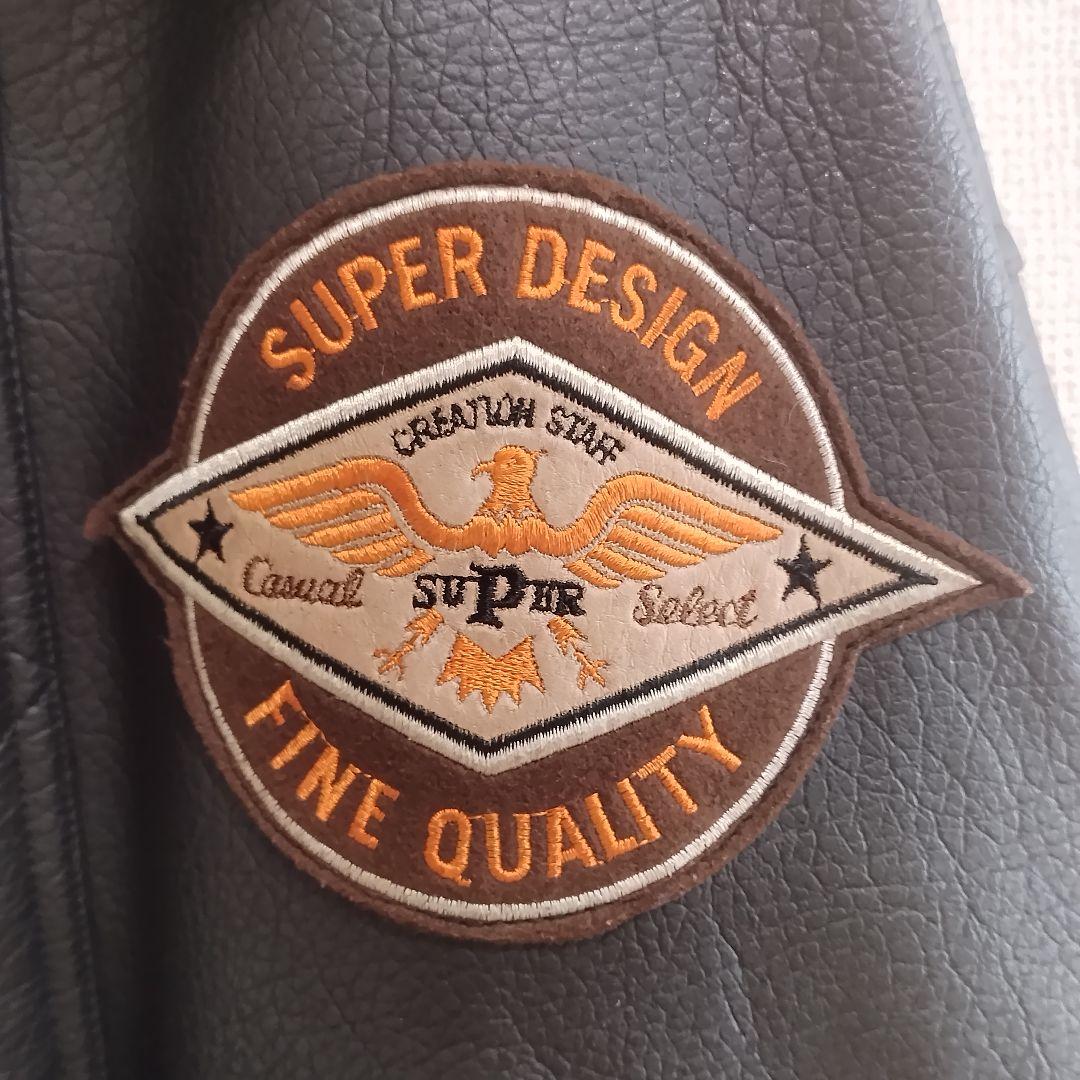 SUPER DESIGN
CREATION STAFF
Casual SUPER Select
FINE QUALITY